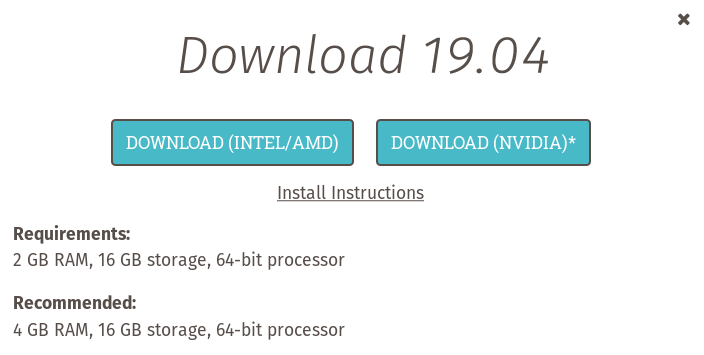 Download 19.04
DOWNLOAD (INTEL/AMD)
DOWNLOAD (NVIDIA)*
Install Instructions
Requirements:
2 GB RAM, 16 GB storage, 64-bit processor
Recommended:
4 GB RAM, 16 GB storage, 64-bit processor